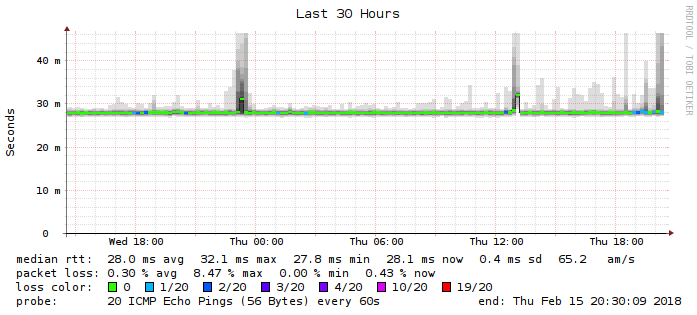 Last 30 Hours
RRDTOOL / TOBI OETIKER
Seconds
40 m
30 m
20 m
10 m
0
Wed 18:00 Thu 00:00 Thu 06:00 Thu 12:00 Thu 18:00
median rtt: 28.0 ms avg 32.1 ms max 27.8 ms min 28.1 ms now 0.4 ms sd 65.2 am/s
packet loss: 0.30 % avg 8.47 % max 0.00 % min 0.43 % now
loss color: 0 1/20 2/20 3/20 4/20 10/20 19/20
probe: 20 ICMP Echo Pings (56 Bytes) every 60s end: Thu Feb 15 20:30:09 2018